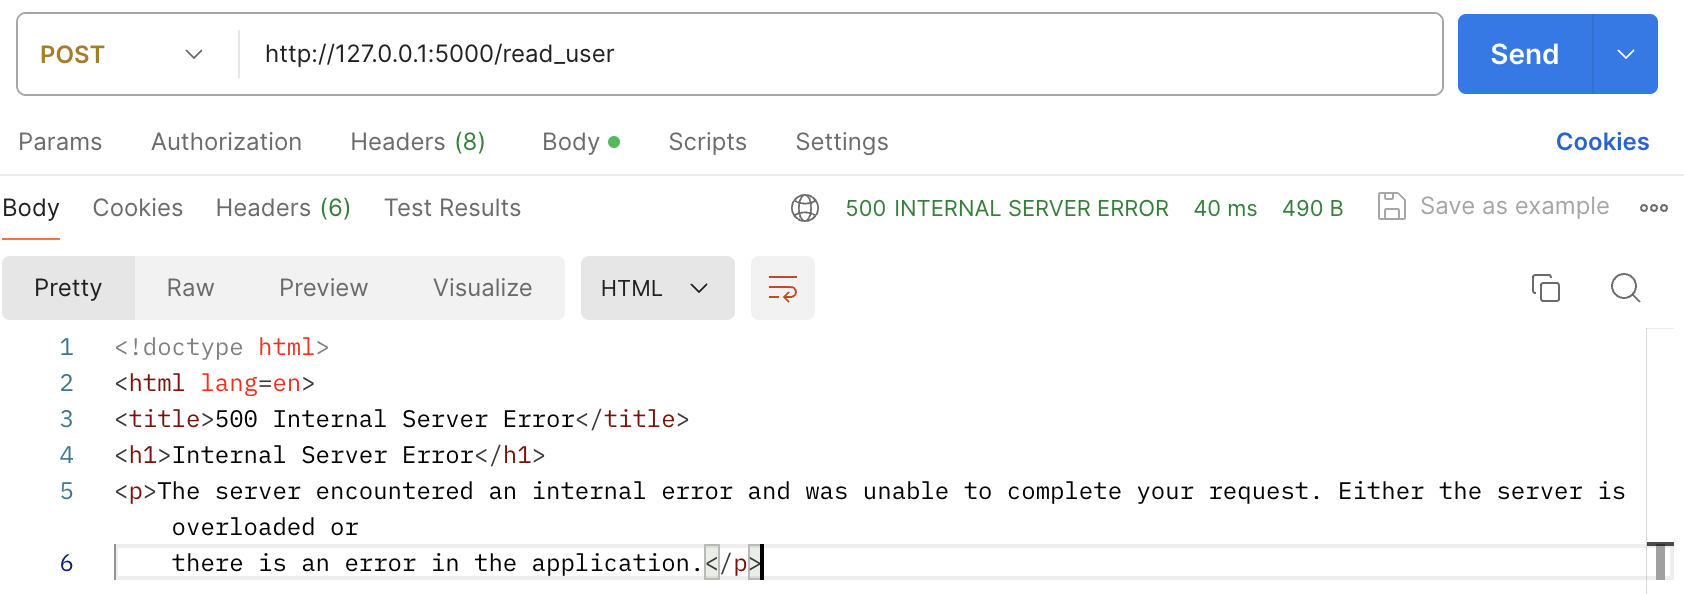 POST http://127.0.0.1:5000/read_user Send
Params Authorization Headers (8) Body Scripts Settings Cookies
Body Cookies Headers (6) Test Results 500 INTERNAL SERVER ERROR 40 ms 490 B Save as example
Pretty Raw Preview Visualize HTML
1 <!doctype html>
2 <html lang=en>
3 <title>500 Internal Server Error</title>
4 <h1>Internal Server Error</h1>
5 <p>The server encountered an internal error and was unable to complete your request. Either the server is
overloaded or
6 there is an error in the application.</p>